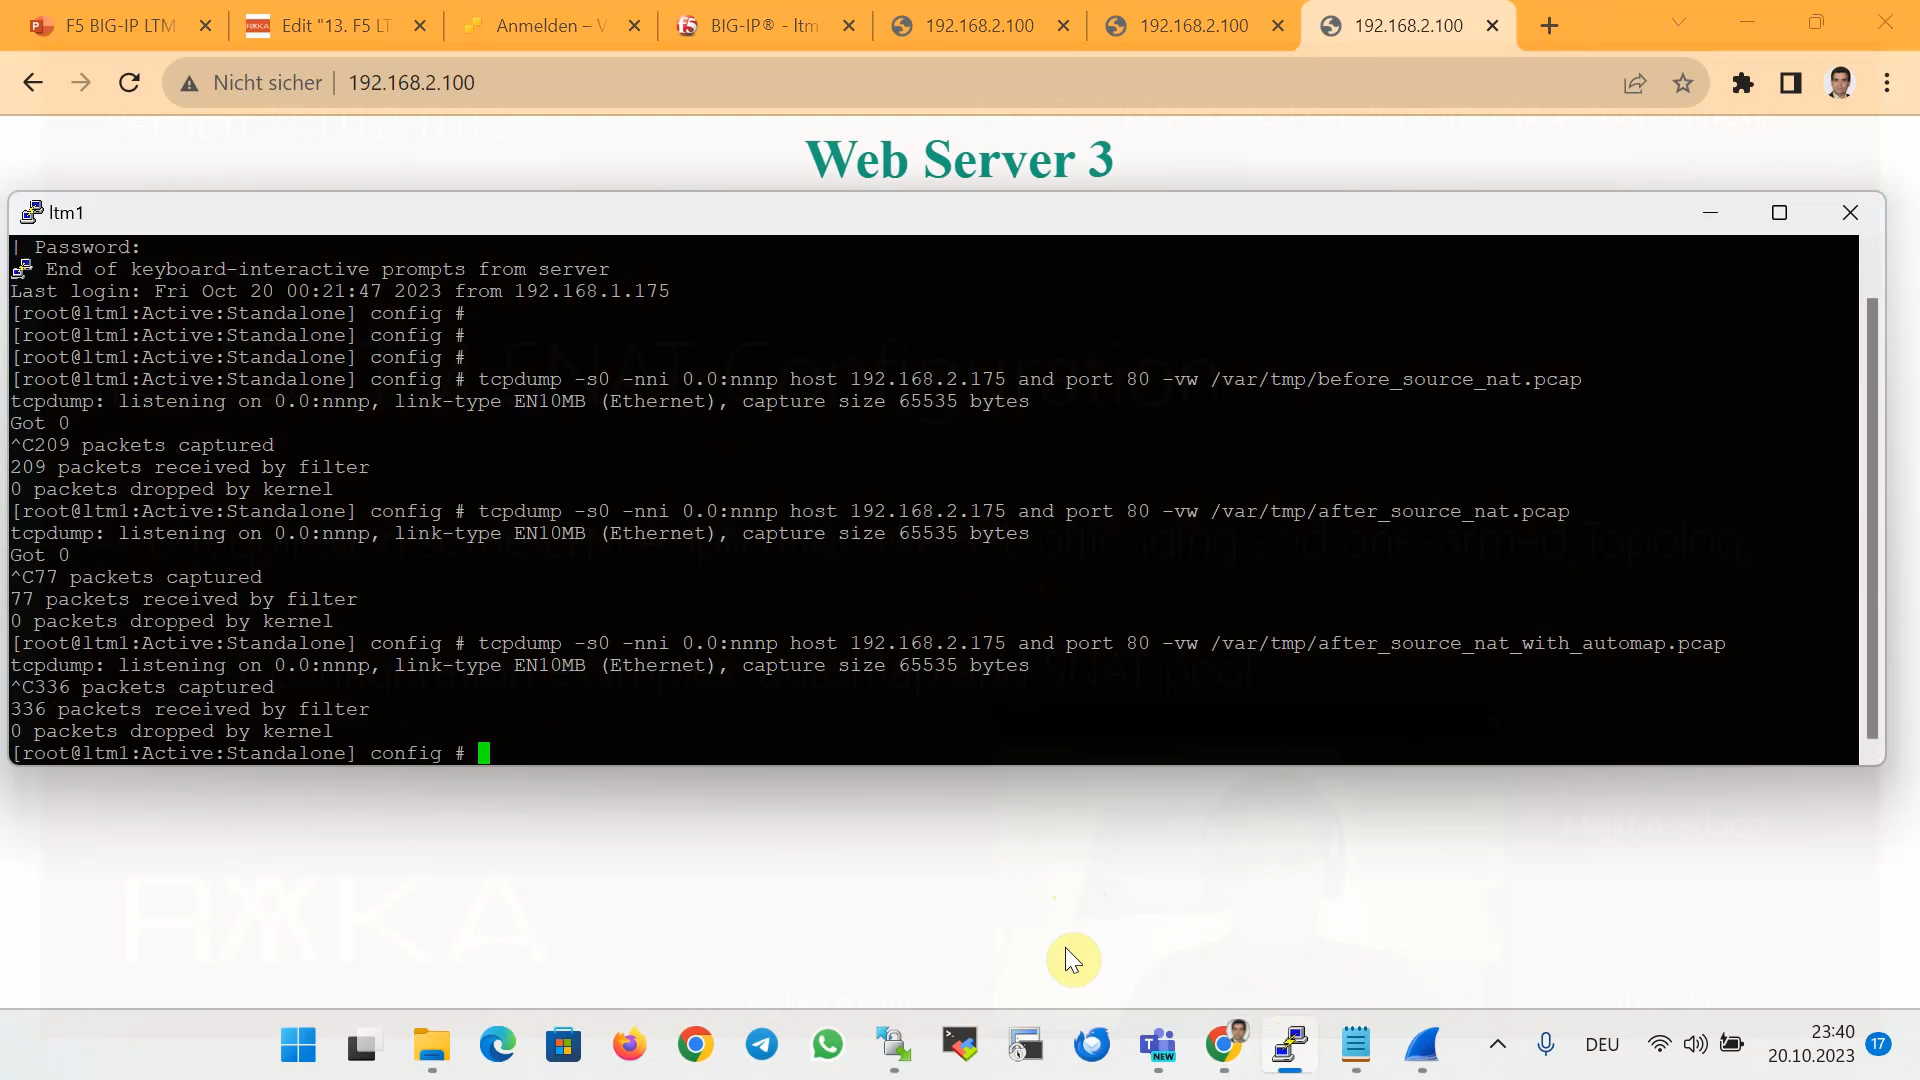 F5 BIG-IP LTM
Edit "13. F5 LT
Anmelden – V
BIG-IP® - ltm
192.168.2.100
192.168.2.100
192.168.2.100
Nicht sicher
192.168.2.100
Web Server 3
ltm1
| Password:
End of keyboard-interactive prompts from server
Last login: Fri Oct 20 00:21:47 2023 from 192.168.1.175
[root@ltm1:Active:Standalone] config #
[root@ltm1:Active:Standalone] config #
[root@ltm1:Active:Standalone] config #
[root@ltm1:Active:Standalone] config # tcpdump -s0 -nni 0.0:nnnp host 192.168.2.175 and port 80 -vw /var/tmp/before_source_nat.pcap
tcpdump: listening on 0.0:nnnp, link-type EN10MB (Ethernet), capture size 65535 bytes
Got 0
^C209 packets captured
209 packets received by filter
0 packets dropped by kernel
[root@ltm1:Active:Standalone] config # tcpdump -s0 -nni 0.0:nnnp host 192.168.2.175 and port 80 -vw /var/tmp/after_source_nat.pcap
tcpdump: listening on 0.0:nnnp, link-type EN10MB (Ethernet), capture size 65535 bytes
Got 0
^C77 packets captured
77 packets received by filter
0 packets dropped by kernel
[root@ltm1:Active:Standalone] config # tcpdump -s0 -nni 0.0:nnnp host 192.168.2.175 and port 80 -vw /var/tmp/after_source_nat_with_automap.pcap
tcpdump: listening on 0.0:nnnp, link-type EN10MB (Ethernet), capture size 65535 bytes
^C336 packets captured
336 packets received by filter
0 packets dropped by kernel
[root@ltm1:Active:Standalone] config #
RAYKA
NEW
DEU
23:40
20.10.2023
17